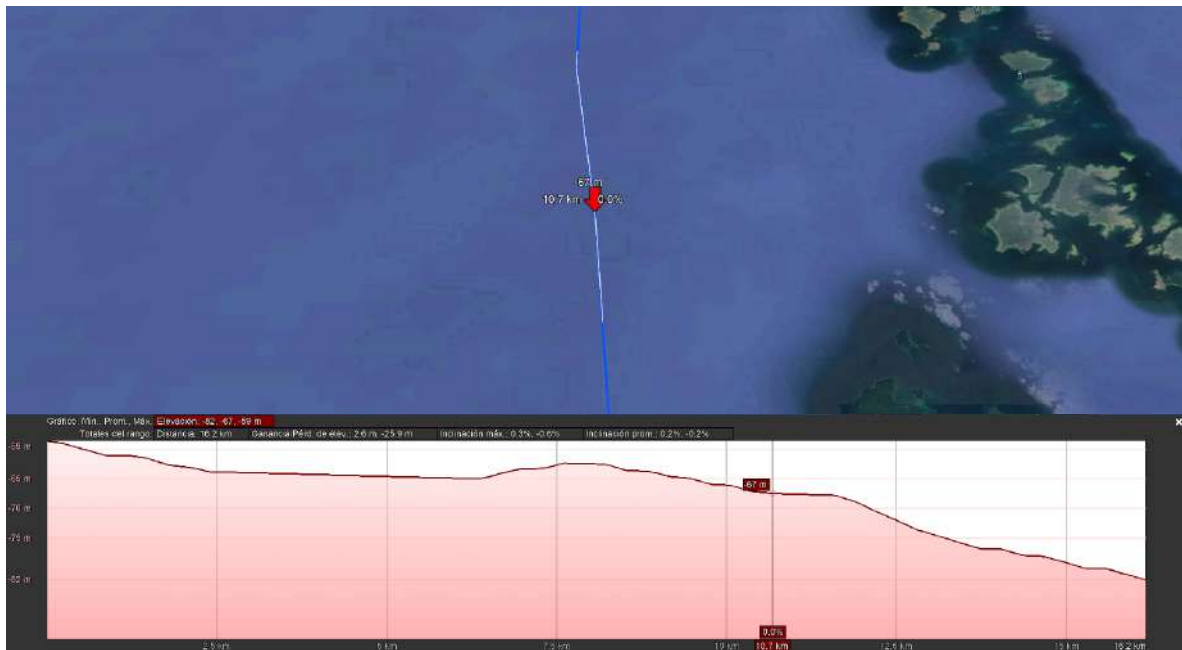 67 m
10.7 km 0.0%
Gráfico: Mín., Prom., Máx. Elevación: -82, -67, -59 m
Totales del rango: Distancia: 16.2 km Ganancia/Pérd. de elev.: 2.6 m, -25.9 m Inclinación máx.: 0.3%, -0.6% Inclinación prom.: 0.2%, -0.2%
-65 m
-67 m
-70 m
-82 m
0.0%
2.5 km 5 km 7.5 km 10 km 10.7 km 12.5 km 15 km 16.2 km